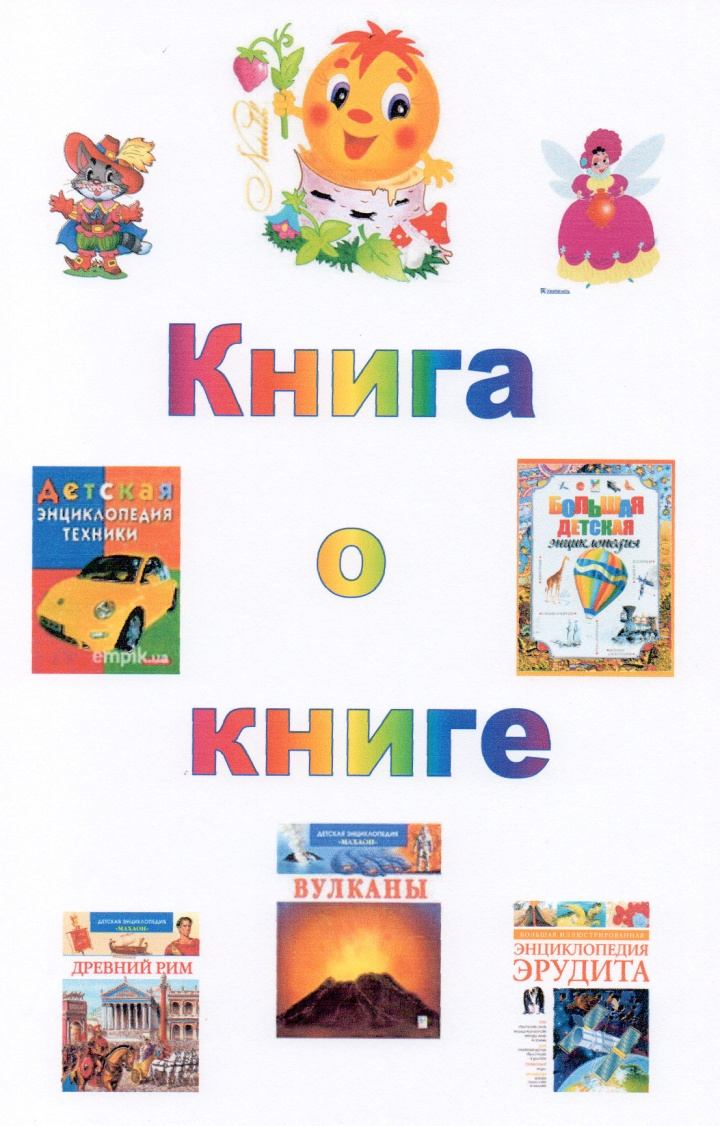 Natali
Книга
Детская
ЭНЦИКЛОПЕДИЯ
ТЕХНИКИ
empik.ua
о
БОЛЬШАЯ
ДЕТСКАЯ
энциклопедия
книге
ДЕТСКАЯ ЭНЦИКЛОПЕДИЯ
«МАХАОН»
ВУЛКАНЫ
ДЕТСКАЯ ЭНЦИКЛОПЕДИЯ
«МАХАОН»
ДРЕВНИЙ РИМ
БОЛЬШАЯ ИЛЛЮСТРИРОВАННАЯ
ЭНЦИКЛОПЕДИЯ
ЭРУДИТА